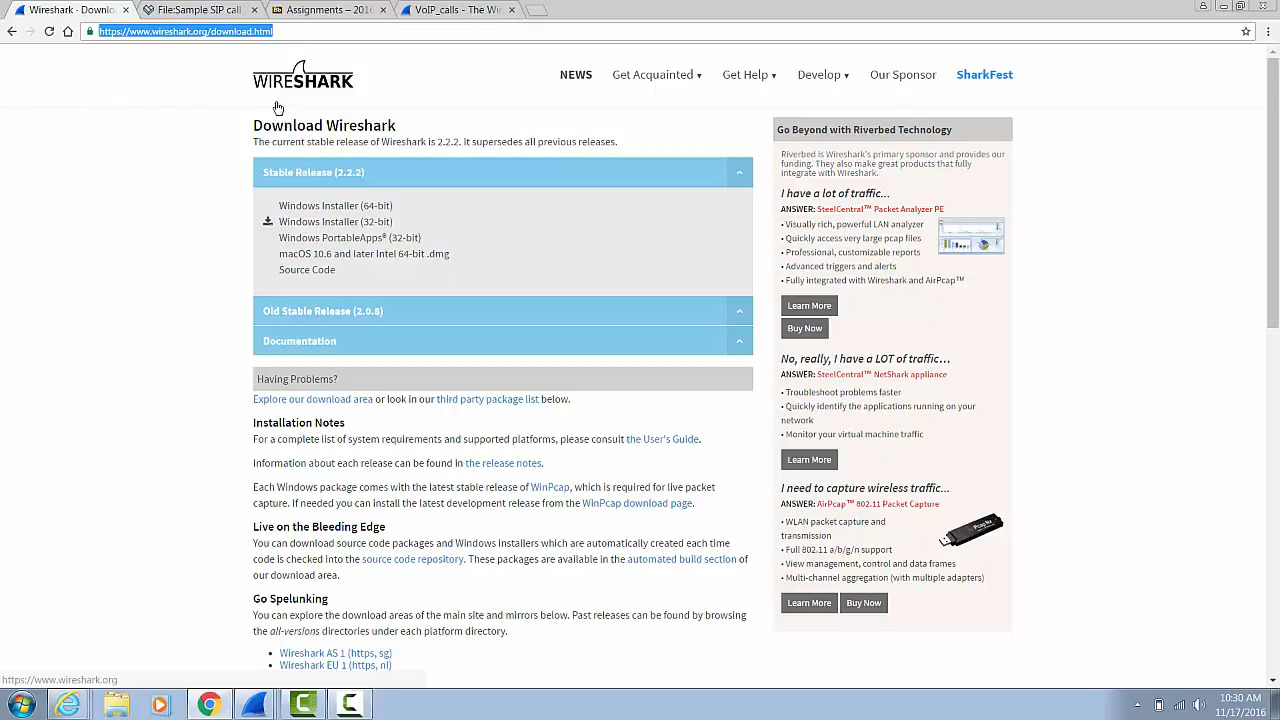 Wireshark · Downlo
File:Sample SIP call
Assignments – 2016
VoIP_calls - The Wir
https://www.wireshark.org/download.html
WIRESHARK
NEWS
Get Acquainted ▾
Get Help ▾
Develop ▾
Our Sponsor
SharkFest
Download Wireshark
The current stable release of Wireshark is 2.2.2. It supersedes all previous releases.
Stable Release (2.2.2)
Windows Installer (64-bit)
Windows Installer (32-bit)
Windows PortableApps® (32-bit)
macOS 10.6 and later Intel 64-bit .dmg
Source Code
Old Stable Release (2.0.8)
Documentation
Having Problems?
Explore our download area or look in our third party package list below.
Installation Notes
For a complete list of system requirements and supported platforms, please consult the User's Guide.
Information about each release can be found in the release notes.
Each Windows package comes with the latest stable release of WinPcap, which is required for live packet
capture. If needed you can install the latest development release from the WinPcap download page.
Live on the Bleeding Edge
You can download source code packages and Windows installers which are automatically created each time
code is checked into the source code repository. These packages are available in the automated build section of
our download area.
Go Spelunking
You can explore the download areas of the main site and mirrors below. Past releases can be found by browsing
the all-versions directories under each platform directory.
• Wireshark AS 1 (https, sg)
• Wireshark EU 1 (https, nl)
Go Beyond with Riverbed Technology
Riverbed is Wireshark's primary sponsor and provides our
funding. They also make great products that fully
integrate with Wireshark.
I have a lot of traffic...
ANSWER: SteelCentral™ Packet Analyzer PE
• Visually rich, powerful LAN analyzer
• Quickly access very large pcap files
• Professional, customizable reports
• Advanced triggers and alerts
• Fully integrated with Wireshark and AirPcap™
Learn More
Buy Now
No, really, I have a LOT of traffic...
ANSWER: SteelCentral™ NetShark appliance
• Troubleshoot problems faster
• Quickly identify the applications running on your
network
• Monitor your virtual machine traffic
Learn More
I need to capture wireless traffic...
ANSWER: AirPcap™ 802.11 Packet Capture
• WLAN packet capture and
transmission
• Full 802.11 a/b/g/n support
• View management, control and data frames
• Multi-channel aggregation (with multiple adapters)
Learn More
Buy Now
https://www.wireshark.org
10:30 AM
11/17/2016